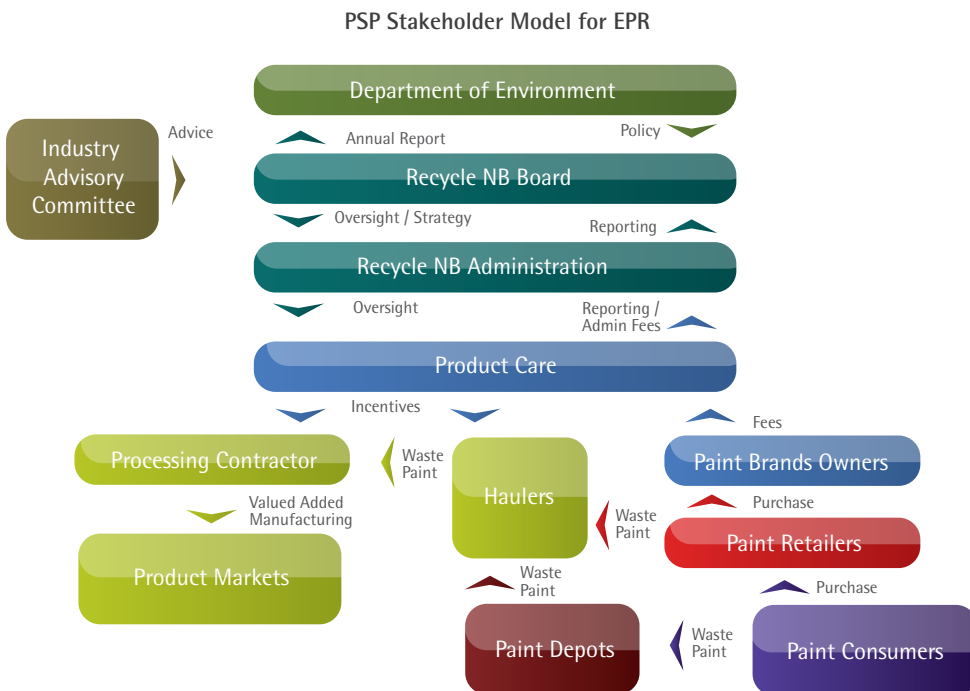 PSP Stakeholder Model for EPR
Department of Environment
Advice
Annual Report
Policy
Industry
Advisory
Committee
Recycle NB Board
Oversight / Strategy
Reporting
Recycle NB Administration
Oversight
Reporting /
Admin Fees
Product Care
Incentives
Fees
Processing Contractor
Waste
Paint
Haulers
Paint Brands Owners
Valued Added
Manufacturing
Purchase
Waste
Paint
Paint Retailers
Product Markets
Waste
Paint
Purchase
Paint Depots
Waste
Paint
Paint Consumers